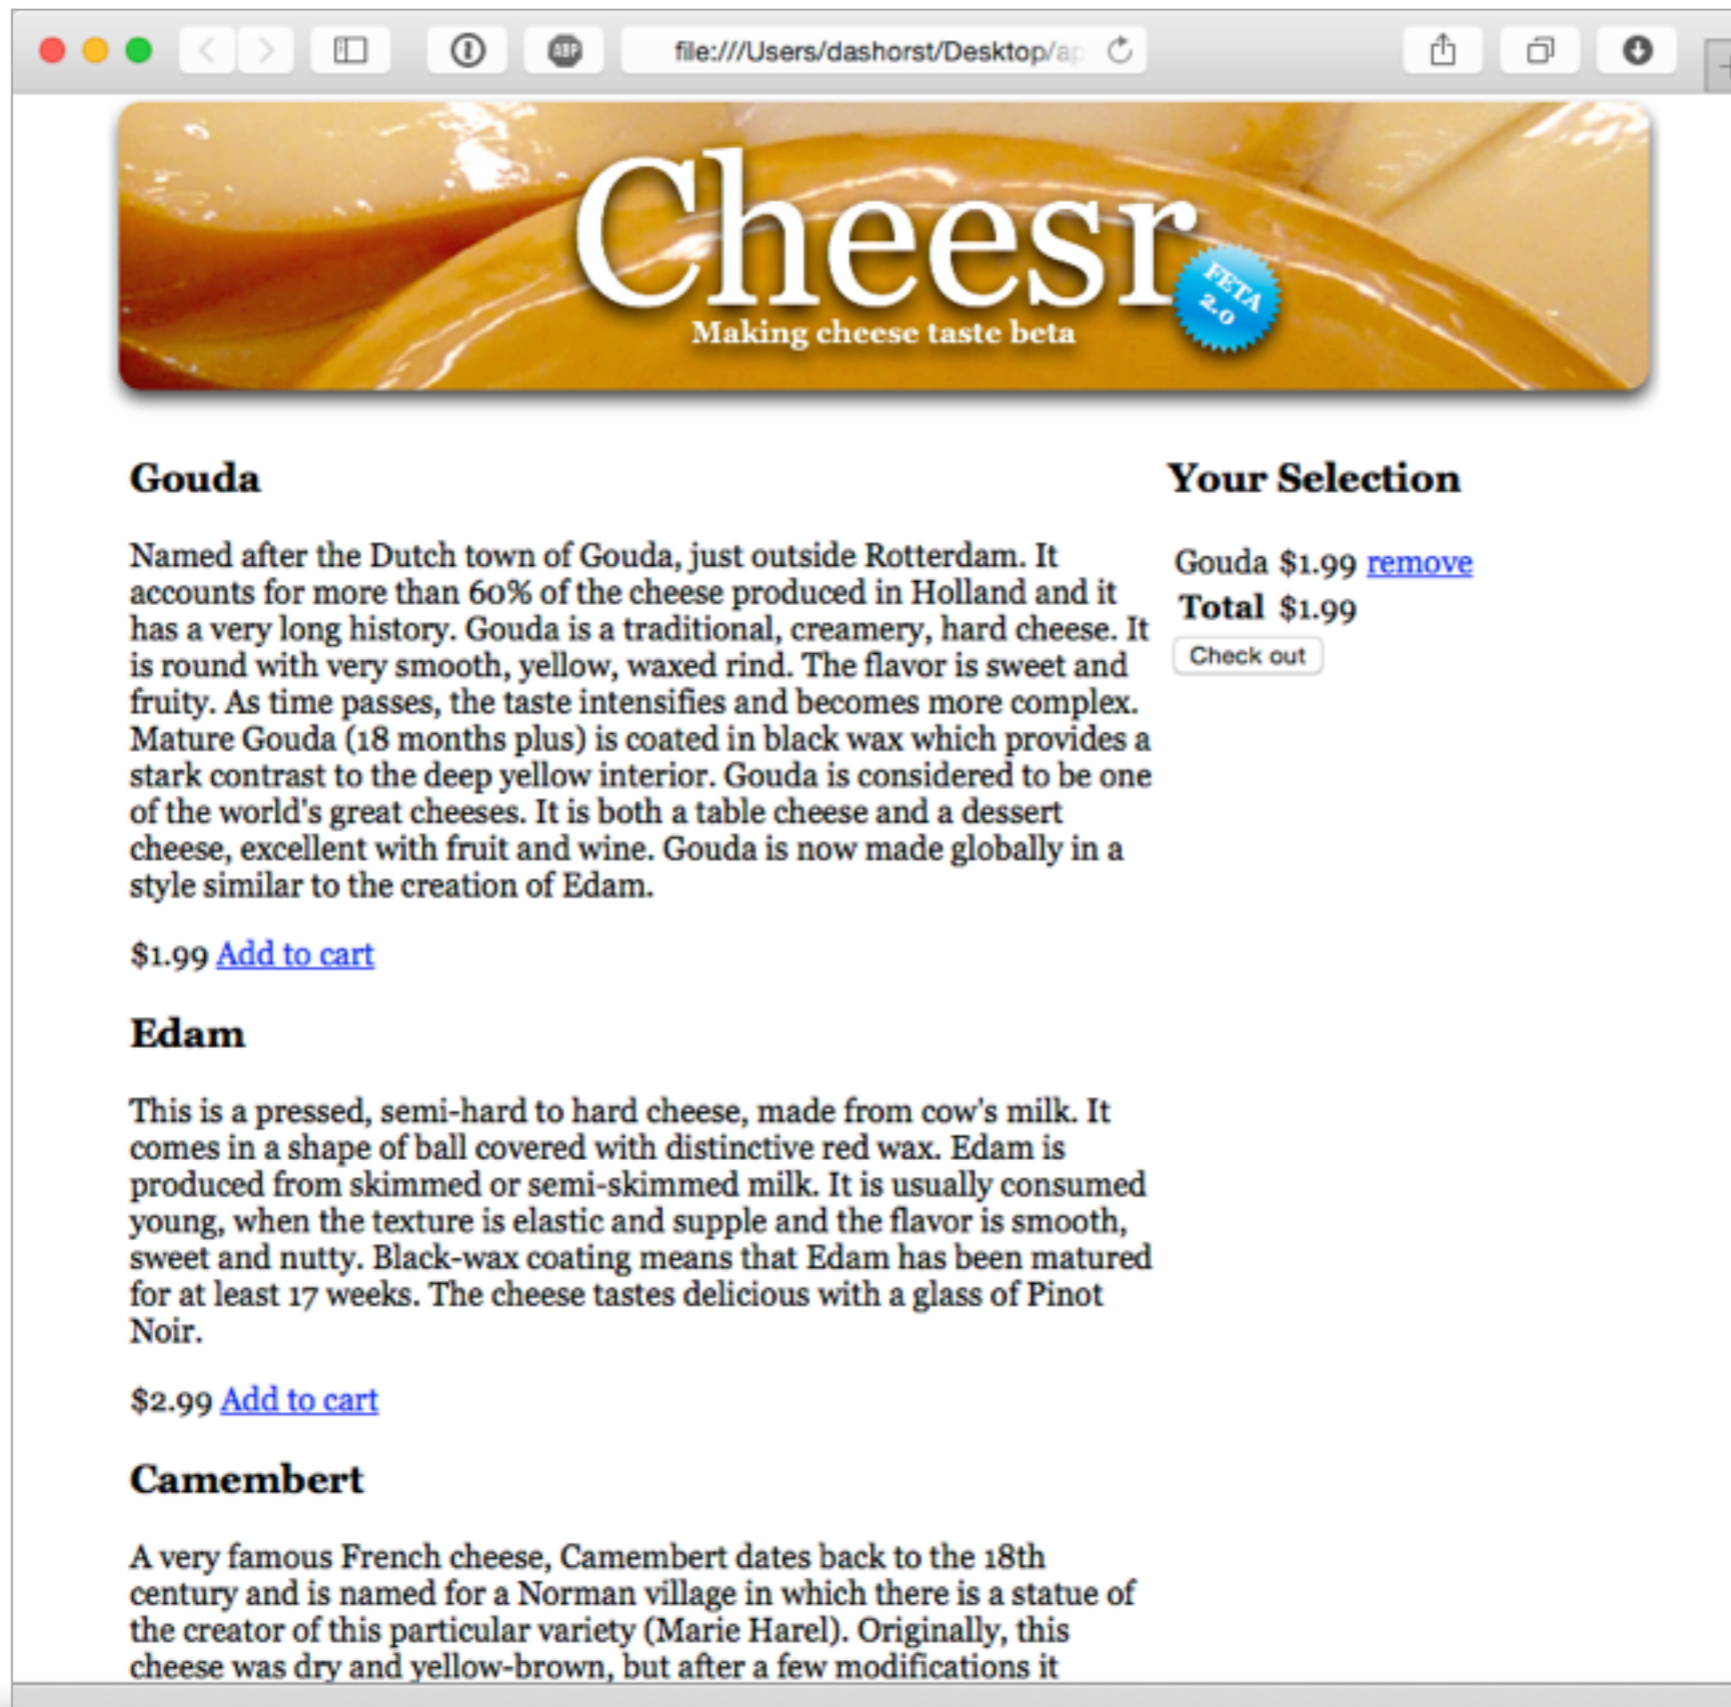 file:///Users/dashorst/Desktop/ap
Cheesr
FETA
2.0
Making cheese taste beta
Gouda
Named after the Dutch town of Gouda, just outside Rotterdam. It
accounts for more than 60% of the cheese produced in Holland and it
has a very long history. Gouda is a traditional, creamery, hard cheese. It
is round with very smooth, yellow, waxed rind. The flavor is sweet and
fruity. As time passes, the taste intensifies and becomes more complex.
Mature Gouda (18 months plus) is coated in black wax which provides a
stark contrast to the deep yellow interior. Gouda is considered to be one
of the world's great cheeses. It is both a table cheese and a dessert
cheese, excellent with fruit and wine. Gouda is now made globally in a
style similar to the creation of Edam.
$1.99 Add to cart
Edam
This is a pressed, semi-hard to hard cheese, made from cow's milk. It
comes in a shape of ball covered with distinctive red wax. Edam is
produced from skimmed or semi-skimmed milk. It is usually consumed
young, when the texture is elastic and supple and the flavor is smooth,
sweet and nutty. Black-wax coating means that Edam has been matured
for at least 17 weeks. The cheese tastes delicious with a glass of Pinot
Noir.
$2.99 Add to cart
Camembert
A very famous French cheese, Camembert dates back to the 18th
century and is named for a Norman village in which there is a statue of
the creator of this particular variety (Marie Harel). Originally, this
cheese was dry and yellow-brown, but after a few modifications it
Your Selection
Gouda $1.99 remove
Total $1.99
Check out
ABP